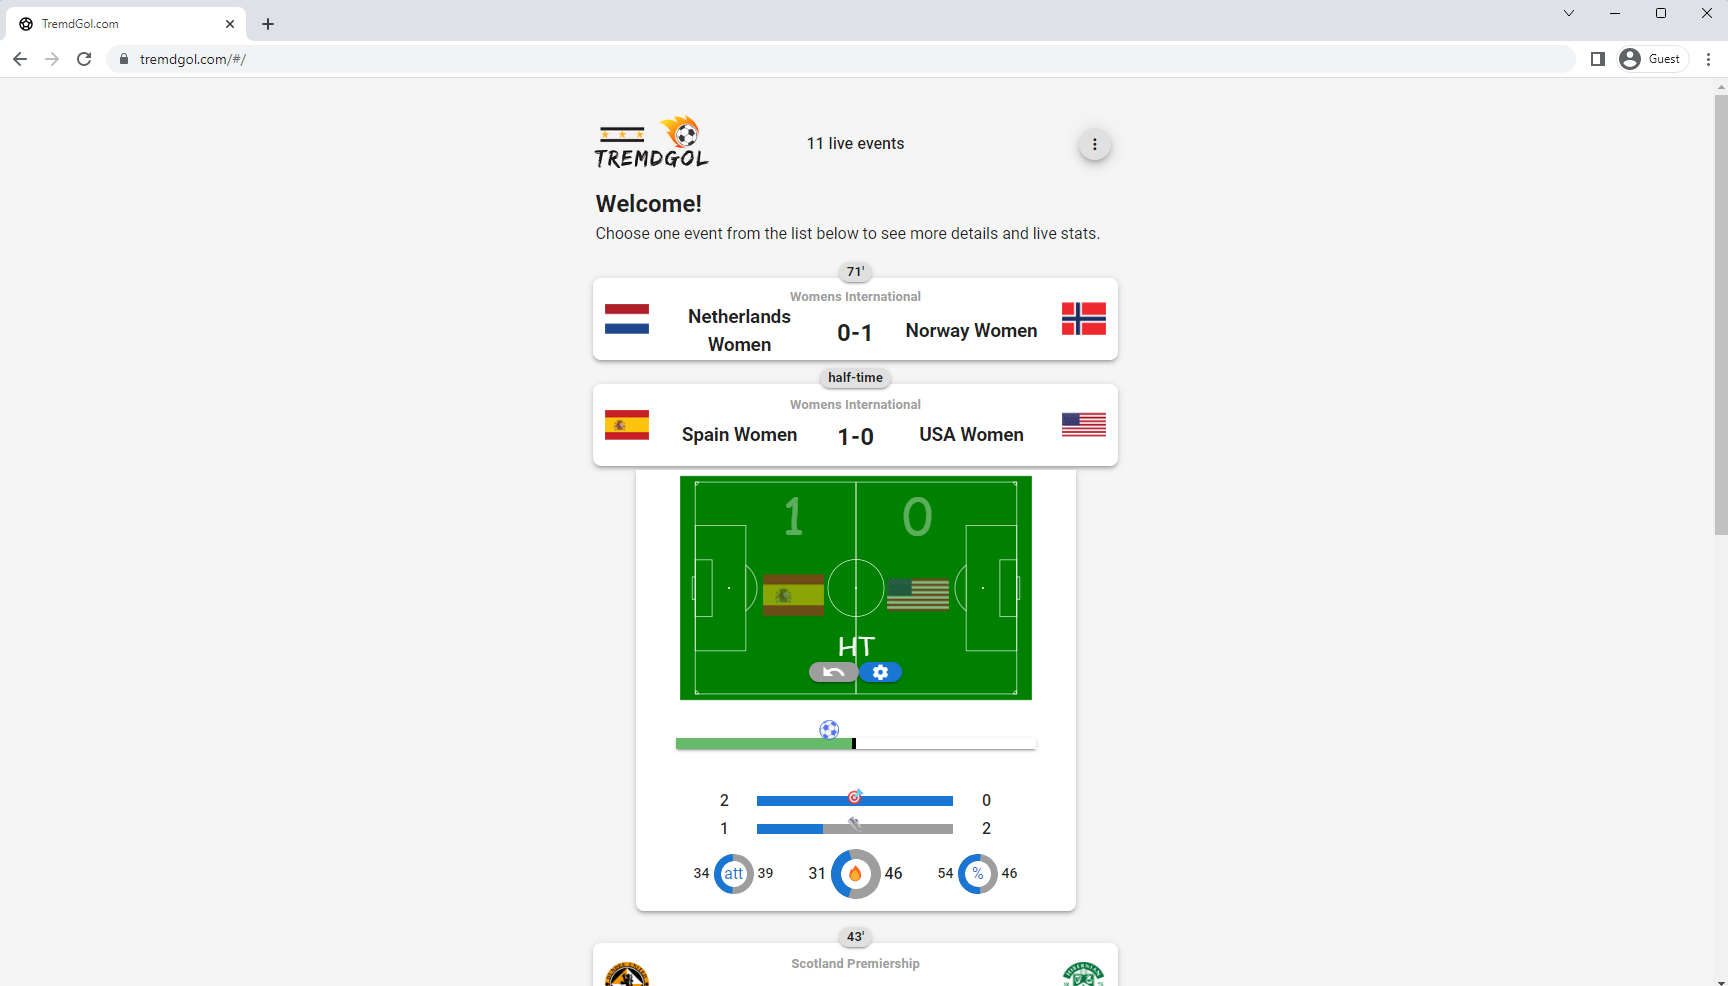 TremdGol.com
tremdgol.com/#/
Guest
TREMDGOL
11 live events
Welcome!
Choose one event from the list below to see more details and live stats.
71'
Womens International
Netherlands Women
0-1
Norway Women
half-time
Womens International
Spain Women
1-0
USA Women
1
0
HT
2
0
1
2
34
att
39
31
46
54
%
46
43'
Scotland Premiership
DUNDEE UNITED
HIBERNIAN